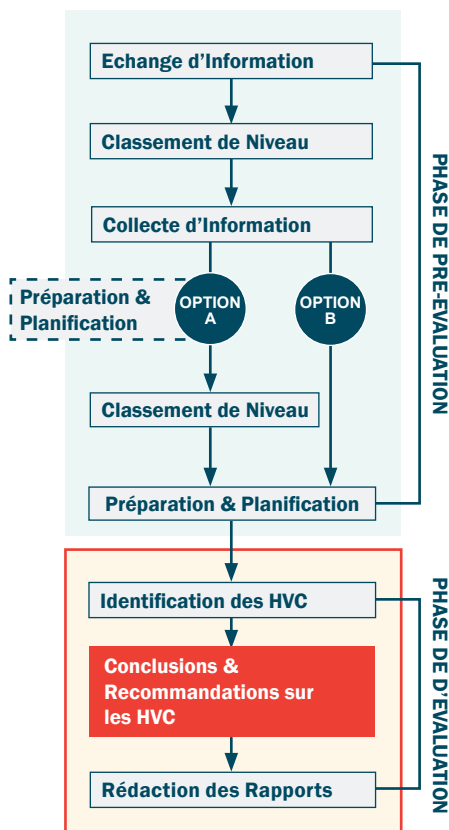 Echange d'Information
Classement de Niveau
Collecte d'Information
Préparation &
Planification
OPTION
A
OPTION
B
Classement de Niveau
Préparation & Planification
PHASE DE PRE-EVALUATION
Identification des HVC
Conclusions &
Recommandations sur
les HVC
Rédaction des Rapports
PHASE DE D'EVALUATION